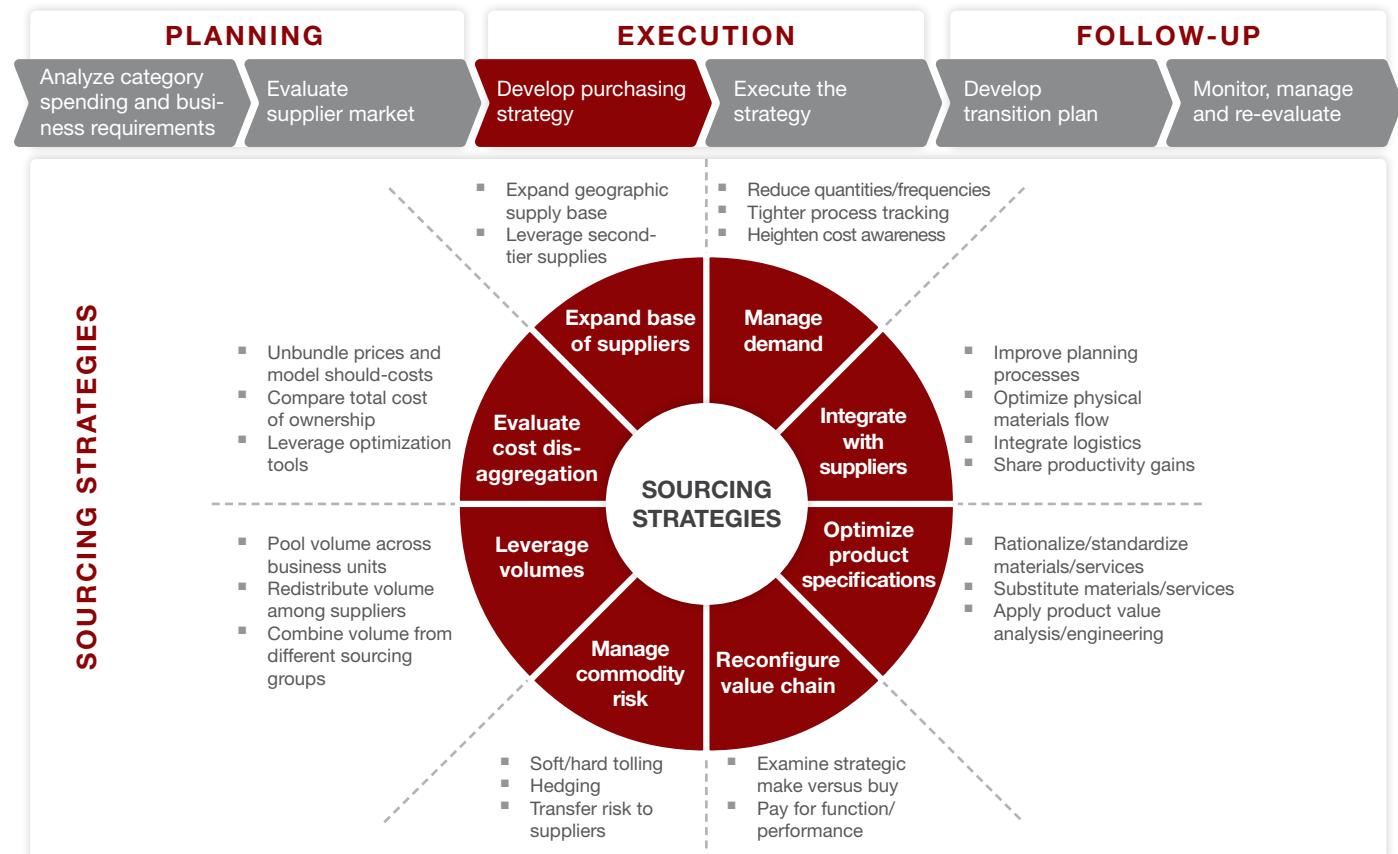 PLANNING
EXECUTION
FOLLOW-UP
Analyze category
spending and busi-
ness requirements
Evaluate
supplier market
Develop purchasing
strategy
Execute the
strategy
Develop
transition plan
Monitor, manage
and re-evaluate
SOURCING STRATEGIES
Expand geographic
supply base
Leverage second-
tier supplies
Reduce quantities/frequencies
Tighter process tracking
Heighten cost awareness
Expand base
of suppliers
Manage
demand
Unbundle prices and
model should-costs
Compare total cost
of ownership
Leverage optimization
tools
Evaluate
cost dis-
aggregation
Integrate
with
suppliers
Improve planning
processes
Optimize physical
materials flow
Integrate logistics
Share productivity gains
SOURCING
STRATEGIES
Pool volume across
business units
Redistribute volume
among suppliers
Combine volume from
different sourcing
groups
Leverage
volumes
Optimize
product
specifications
Rationalize/standardize
materials/services
Substitute materials/services
Apply product value
analysis/engineering
Manage
commodity
risk
Reconfigure
value chain
Soft/hard tolling
Hedging
Transfer risk to
suppliers
Examine strategic
make versus buy
Pay for function/
performance